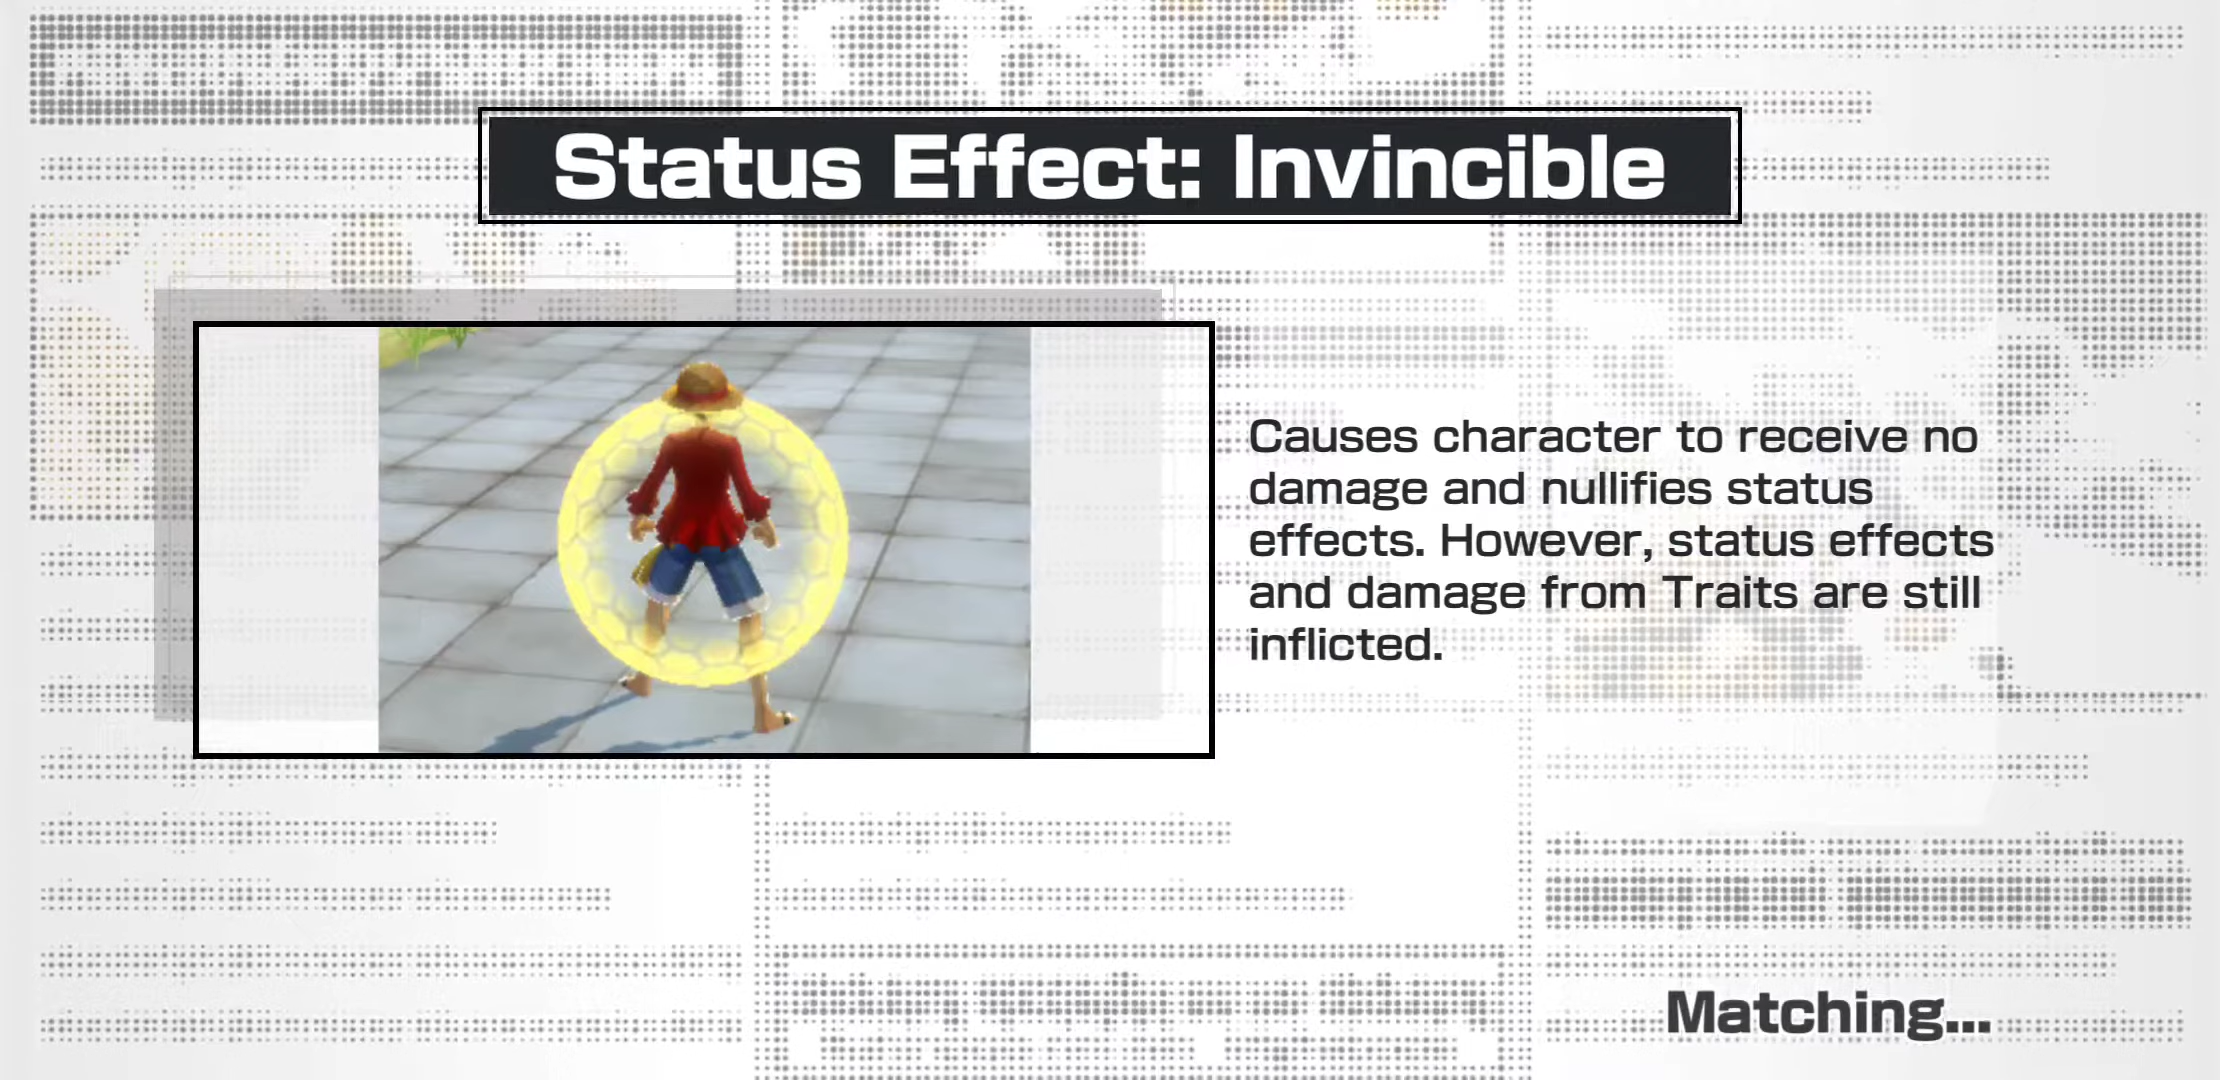 Status Effect: Invincible
Causes character to receive no
damage and nullifies status
effects. However, status effects
and damage from Traits are still
inflicted.
Matching...